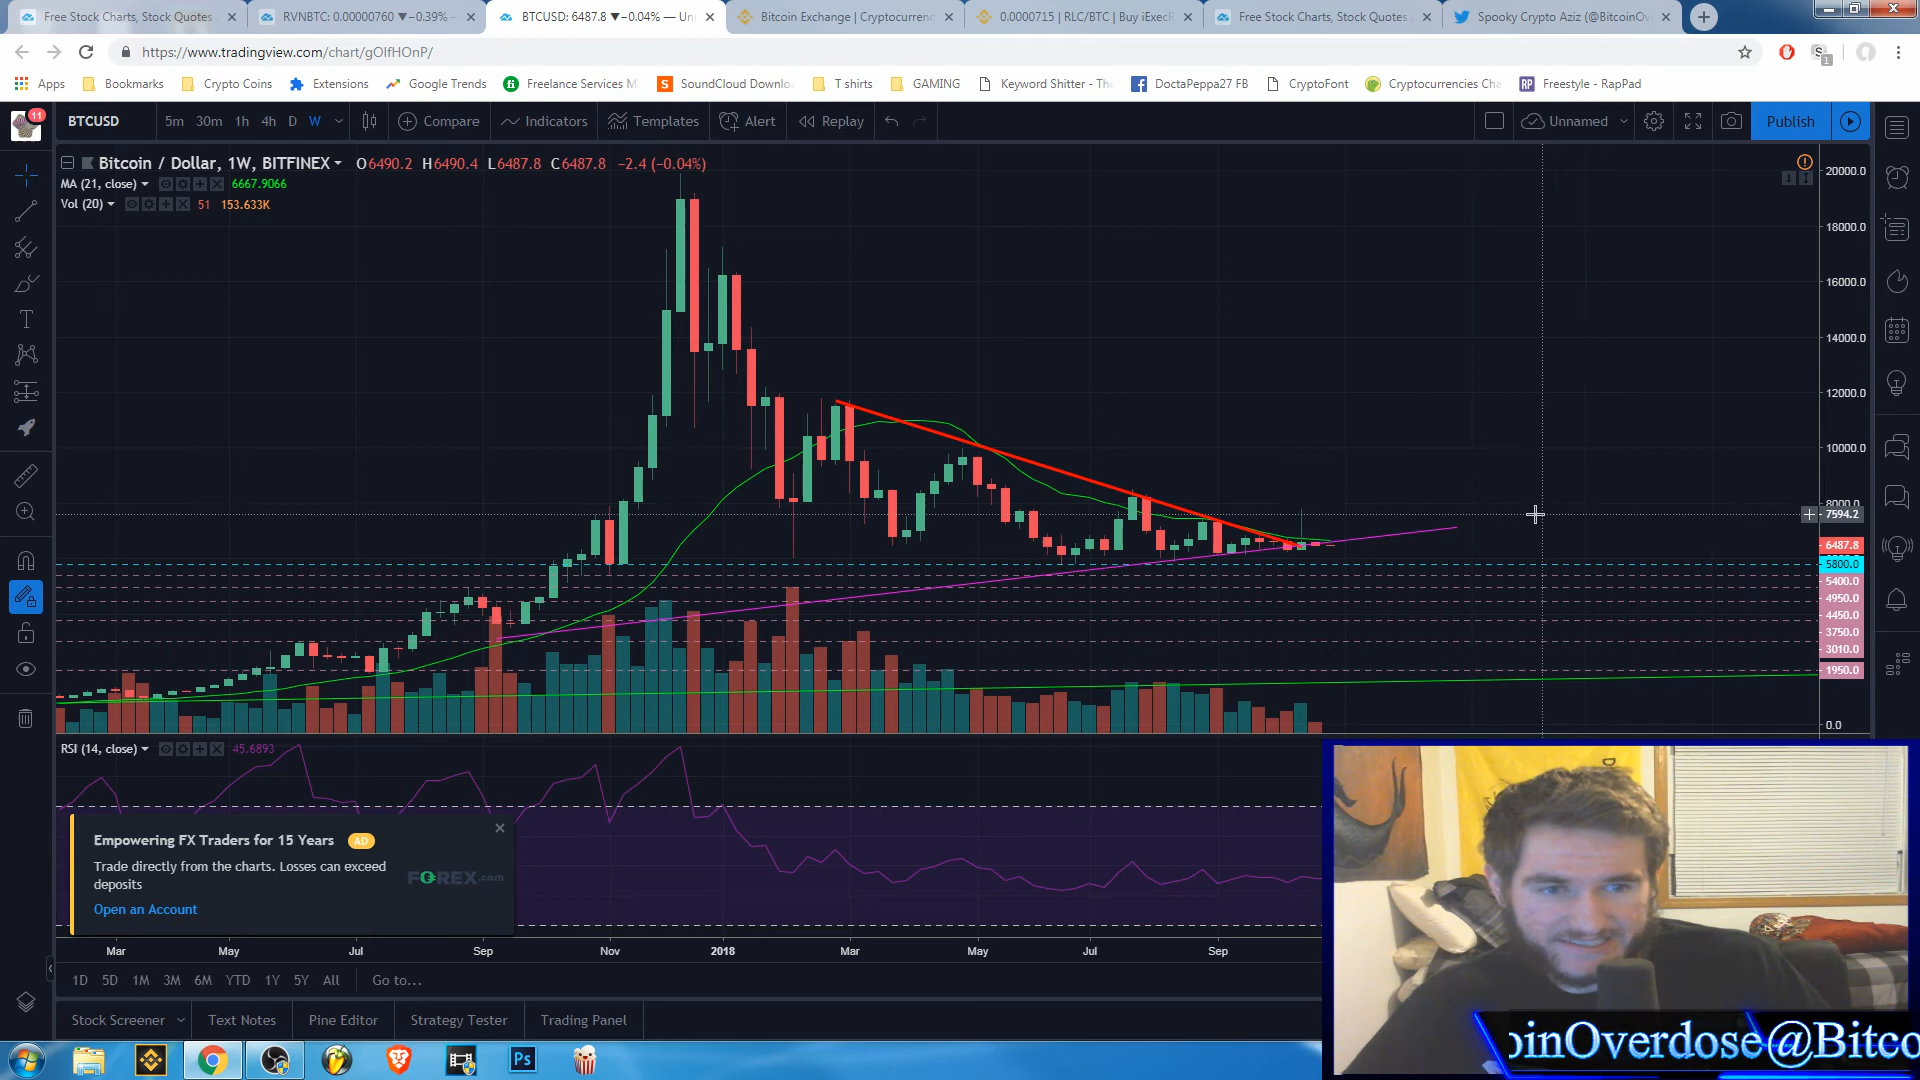 Free Stock Charts, Stock Quotes
RVNBTC: 0.00000760 ▼−0.39% —
BTCUSD: 6487.8 ▼−0.04% — Un
Bitcoin Exchange | Cryptocurrenc
0.0000715 | RLC/BTC | Buy iExecR
Free Stock Charts, Stock Quotes
Spooky Crypto Aziz (@BitcoinOv
https://www.tradingview.com/chart/gOIfHOnP/
Apps
Bookmarks
Crypto Coins
Extensions
Google Trends
Freelance Services M
SoundCloud Downlo
T shirts
GAMING
Keyword Shitter - The
DoctaPeppa27 FB
CryptoFont
Cryptocurrencies Cha
RP Freestyle - RapPad
11
BTCUSD
5m 30m 1h 4h D W
Compare
Indicators
Templates
Alert
Replay
Unnamed
Publish
Bitcoin / Dollar, 1W, BITFINEX
O6490.2 H6490.4 L6487.8 C6487.8 −2.4 (−0.04%)
MA (21, close) 6667.9066
Vol (20) 51 153.633K
20000.0
18000.0
16000.0
14000.0
12000.0
10000.0
8000.0
7594.2
6487.8
5800.0
5400.0
4950.0
4450.0
3750.0
3010.0
1950.0
0.0
RSI (14, close) 45.6893
Empowering FX Traders for 15 Years AD
Trade directly from the charts. Losses can exceed
deposits
FOREX.com
Open an Account
Mar May Jul Sep Nov 2018 Mar May Jul Sep
1D 5D 1M 3M 6M YTD 1Y 5Y All Go to...
Stock Screener
Text Notes
Pine Editor
Strategy Tester
Trading Panel
Ps
oinOverdose@Bitco